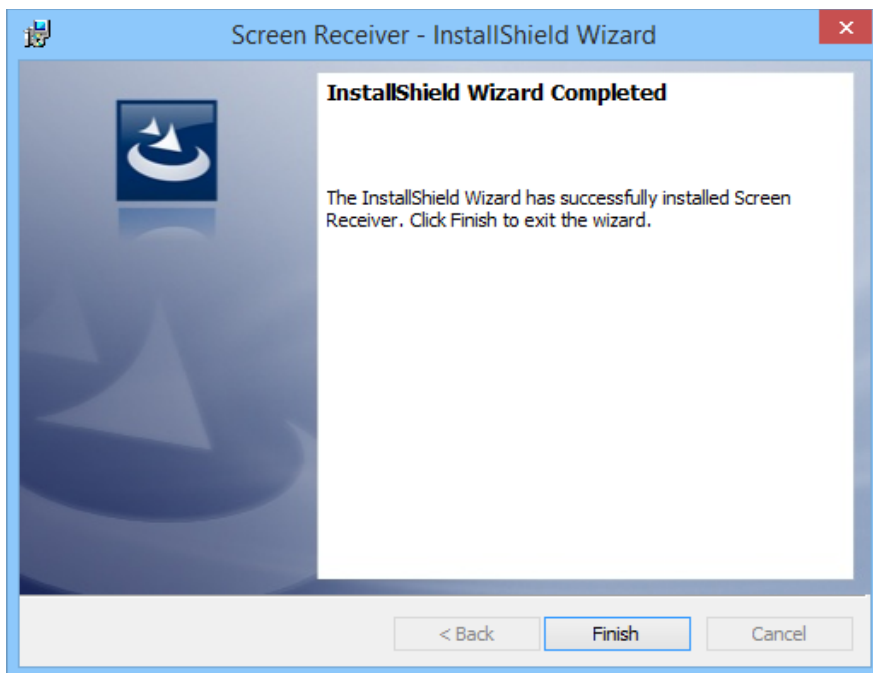 Screen Receiver - InstallShield Wizard
InstallShield Wizard Completed
The InstallShield Wizard has successfully installed Screen
Receiver. Click Finish to exit the wizard.
< Back Finish Cancel